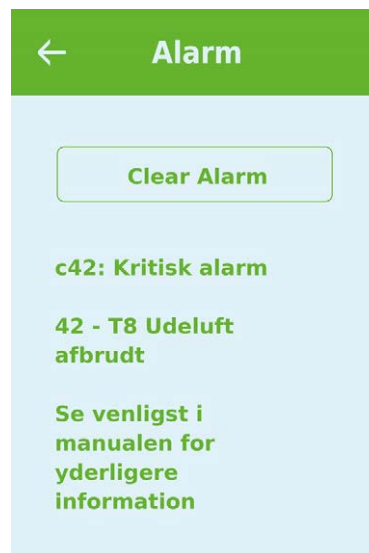 Alarm
Clear Alarm
c42: Kritisk alarm
42 - T8 Udeluft
afbrudt
Se venligst i
manualen for
yderligere
information